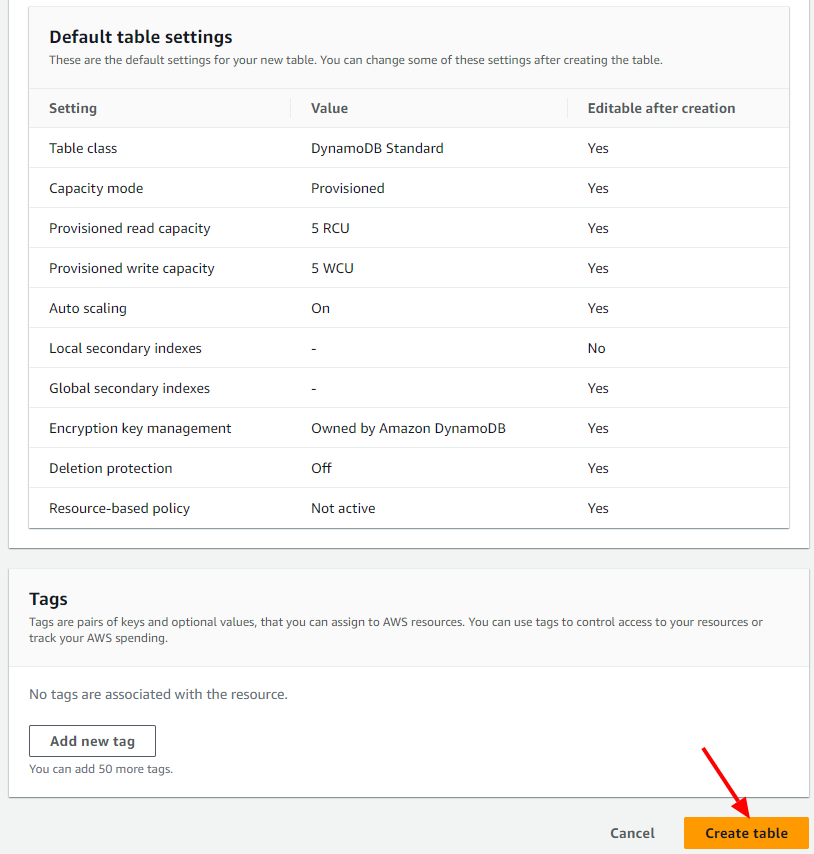 Default table settings
These are the default settings for your new table. You can change some of these settings after creating the table.
Setting Value Editable after creation
Table class DynamoDB Standard Yes
Capacity mode Provisioned Yes
Provisioned read capacity 5 RCU Yes
Provisioned write capacity 5 WCU Yes
Auto scaling On Yes
Local secondary indexes - No
Global secondary indexes - Yes
Encryption key management Owned by Amazon DynamoDB Yes
Deletion protection Off Yes
Resource-based policy Not active Yes
Tags
Tags are pairs of keys and optional values, that you can assign to AWS resources. You can use tags to control access to your resources or
track your AWS spending.
No tags are associated with the resource.
Add new tag
You can add 50 more tags.
Cancel Create table